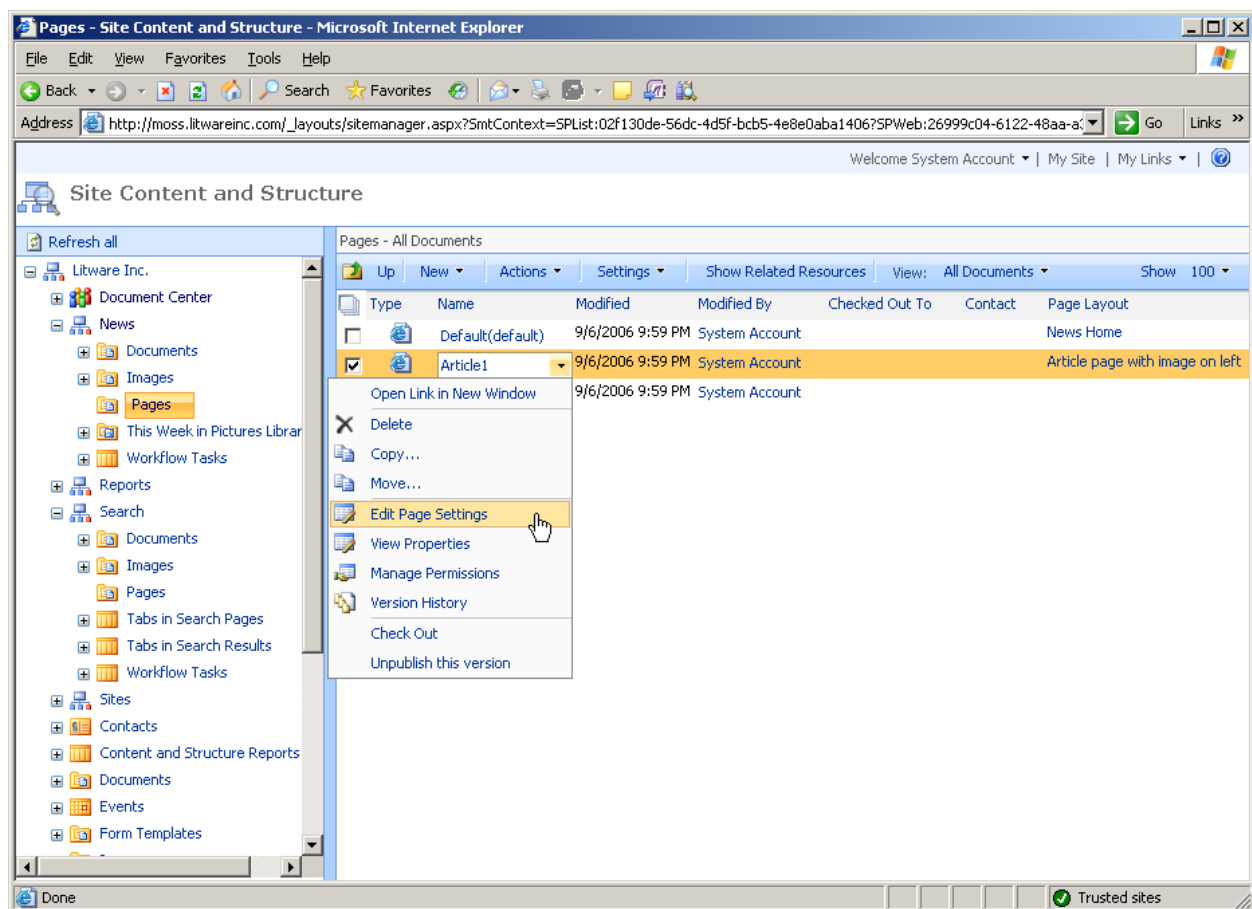 Pages - Site Content and Structure - Microsoft Internet Explorer
File Edit View Favorites Tools Help
Back Search Favorites
Address http://moss.litwareinc.com/_layouts/sitemanager.aspx?SmtContext=SPList:02f130de-56dc-4d5f-bcb5-4e8e0aba1406?SPWeb:26999c04-6122-48aa-a3 Go Links »
Welcome System Account | My Site | My Links |
Site Content and Structure
Refresh all
Litware Inc.
Document Center
News
Documents
Images
Pages
This Week in Pictures Librar
Workflow Tasks
Reports
Search
Documents
Images
Pages
Tabs in Search Pages
Tabs in Search Results
Workflow Tasks
Sites
Contacts
Content and Structure Reports
Documents
Events
Form Templates
Pages - All Documents
Up New Actions Settings Show Related Resources View: All Documents Show 100
Type Name Modified Modified By Checked Out To Contact Page Layout
Default(default) 9/6/2006 9:59 PM System Account News Home
Article1 9/6/2006 9:59 PM System Account Article page with image on left
9/6/2006 9:59 PM System Account
Open Link in New Window
Delete
Copy...
Move...
Edit Page Settings
View Properties
Manage Permissions
Version History
Check Out
Unpublish this version
Done Trusted sites